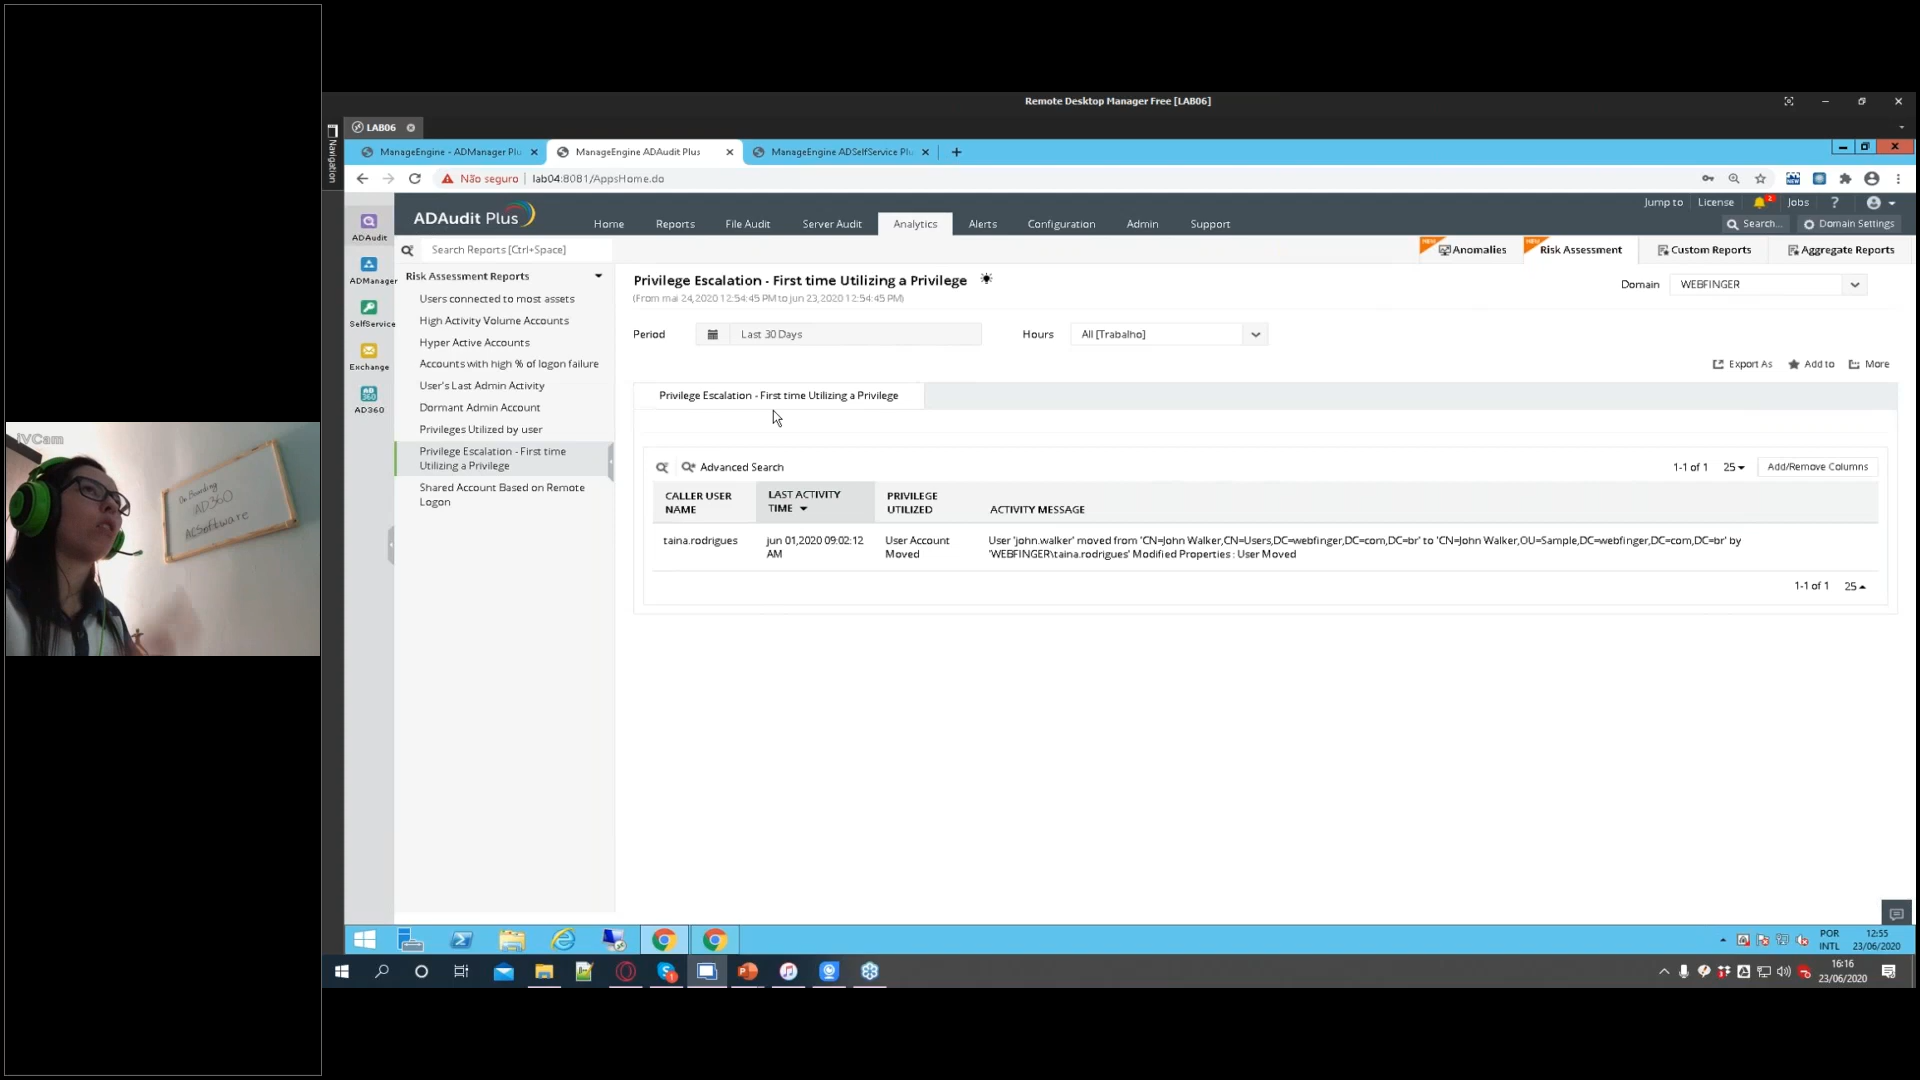 Remote Desktop Manager Free [LAB06]
Navigation
LAB06
ManageEngine - ADManager Plu
ManageEngine ADAudit Plus
ManageEngine ADSelfService Plu
Não seguro
lab04:8081/AppsHome.do
ADAudit Plus
Home
Reports
File Audit
Server Audit
Analytics
Alerts
Configuration
Admin
Support
Jump to
License
2
Jobs
?
Search...
Domain Settings
ADAudit
ADManager
SelfService
Exchange
AD360
Search Reports [Ctrl+Space]
Anomalies
Risk Assessment
Custom Reports
Aggregate Reports
Risk Assessment Reports
Users connected to most assets
High Activity Volume Accounts
Hyper Active Accounts
Accounts with high % of logon failure
User's Last Admin Activity
Dormant Admin Account
Privileges Utilized by user
Privilege Escalation - First time
Utilizing a Privilege
Shared Account Based on Remote
Logon
Privilege Escalation - First time Utilizing a Privilege
(From mai 24,2020 12:54:45 PM to jun 23,2020 12:54:45 PM)
Domain
WEBFINGER
Period
Last 30 Days
Hours
All [Trabalho]
Export As
Add to
More
Privilege Escalation - First time Utilizing a Privilege
Advanced Search
1-1 of 1
25
Add/Remove Columns
CALLER USER
NAME
LAST ACTIVITY
TIME
PRIVILEGE
UTILIZED
ACTIVITY MESSAGE
taina.rodrigues
jun 01,2020 09:02:12
AM
User Account
Moved
User 'john.walker' moved from 'CN=John Walker,CN=Users,DC=webfinger,DC=com,DC=br' to 'CN=John Walker,OU=Sample,DC=webfinger,DC=com,DC=br' by
'WEBFINGER\taina.rodrigues' Modified Properties : User Moved
1-1 of 1
25
iVCam
On Boarding
AD360
ACSoftware
POR
INTL
12:55
23/06/2020
16:16
23/06/2020